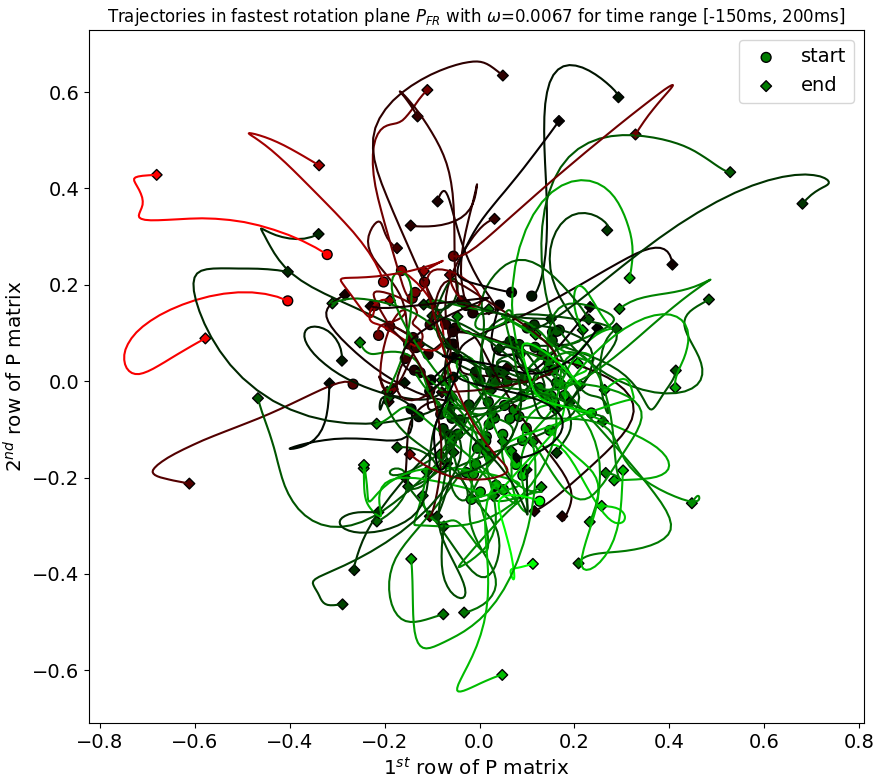 Trajectories in fastest rotation plane P_FR with ω=0.0067 for time range [-150ms, 200ms]
start
end
0.6
0.4
0.2
0.0
−0.2
−0.4
−0.6
2^nd row of P matrix
−0.8 −0.6 −0.4 −0.2 0.0 0.2 0.4 0.6 0.8
1^st row of P matrix